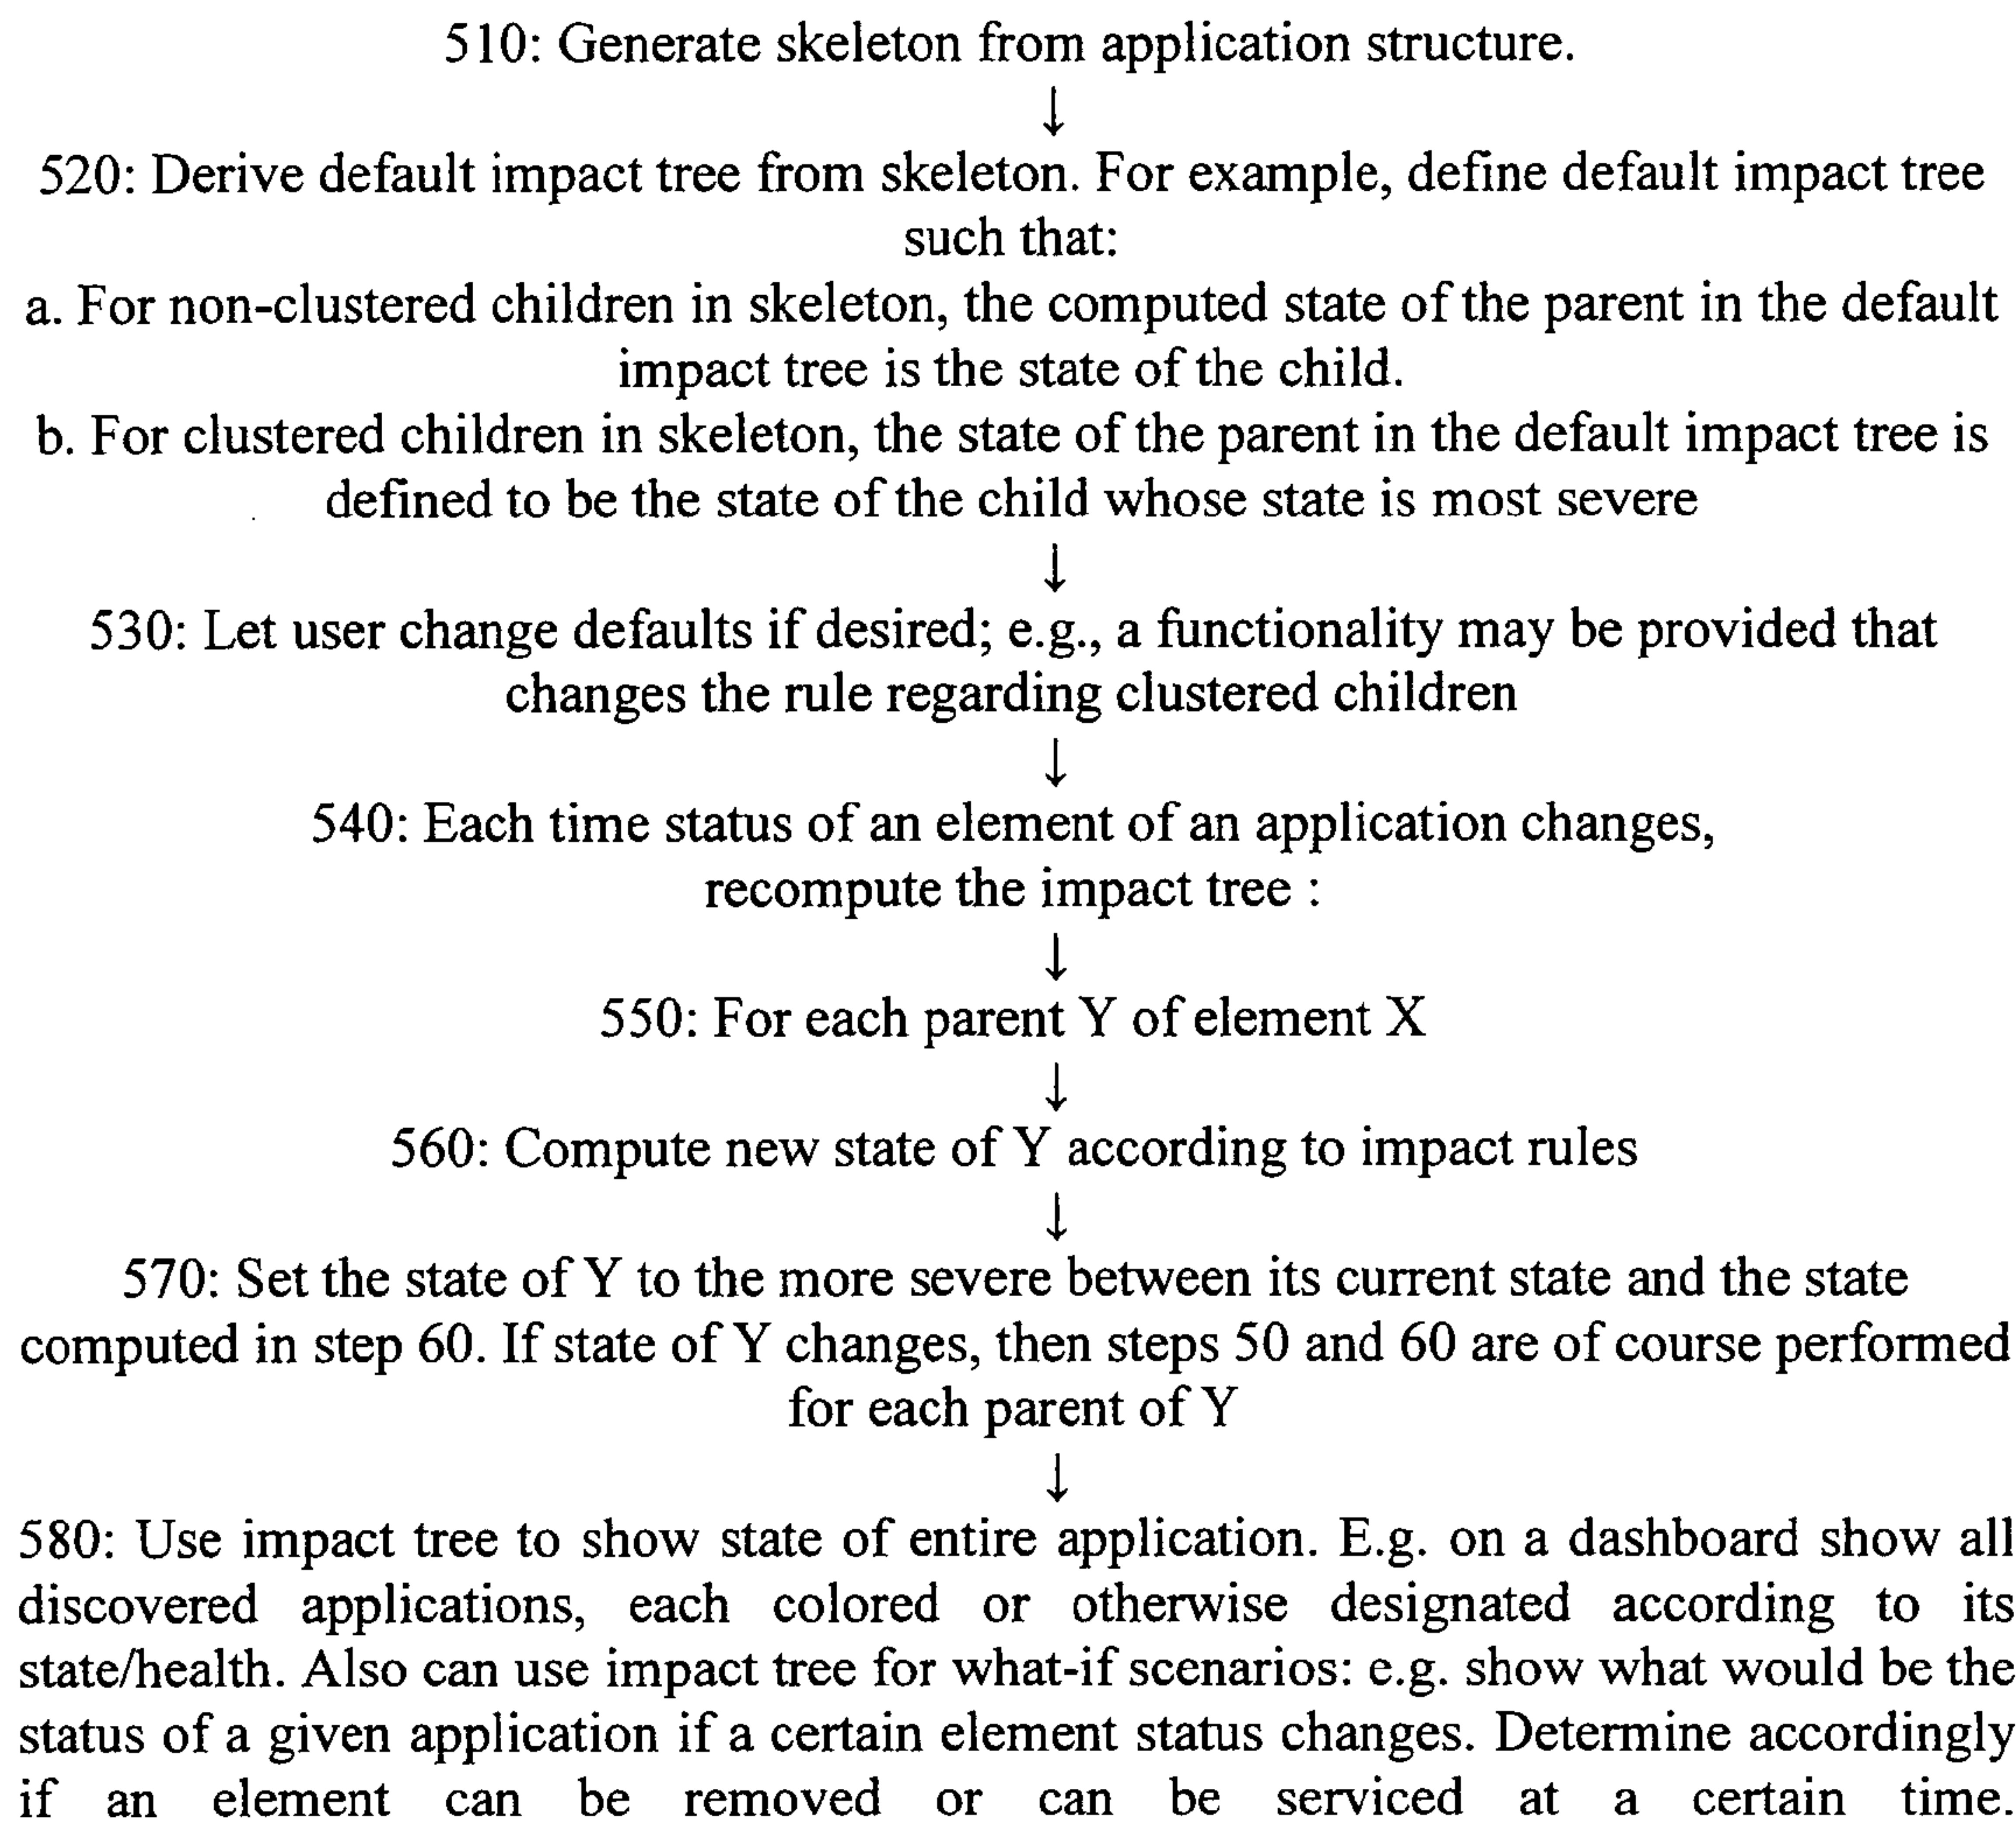 510: Generate skeleton from application structure.
↓
520: Derive default impact tree from skeleton. For example, define default impact tree
such that:
a. For non-clustered children in skeleton, the computed state of the parent in the default
impact tree is the state of the child.
b. For clustered children in skeleton, the state of the parent in the default impact tree is
defined to be the state of the child whose state is most severe
↓
530: Let user change defaults if desired; e.g., a functionality may be provided that
changes the rule regarding clustered children
↓
540: Each time status of an element of an application changes,
recompute the impact tree :
↓
550: For each parent Y of element X
↓
560: Compute new state of Y according to impact rules
↓
570: Set the state of Y to the more severe between its current state and the state
computed in step 60. If state of Y changes, then steps 50 and 60 are of course performed
for each parent of Y
↓
580: Use impact tree to show state of entire application. E.g. on a dashboard show all
discovered applications, each colored or otherwise designated according to its
state/health. Also can use impact tree for what-if scenarios: e.g. show what would be the
status of a given application if a certain element status changes. Determine accordingly
if an element can be removed or can be serviced at a certain time.